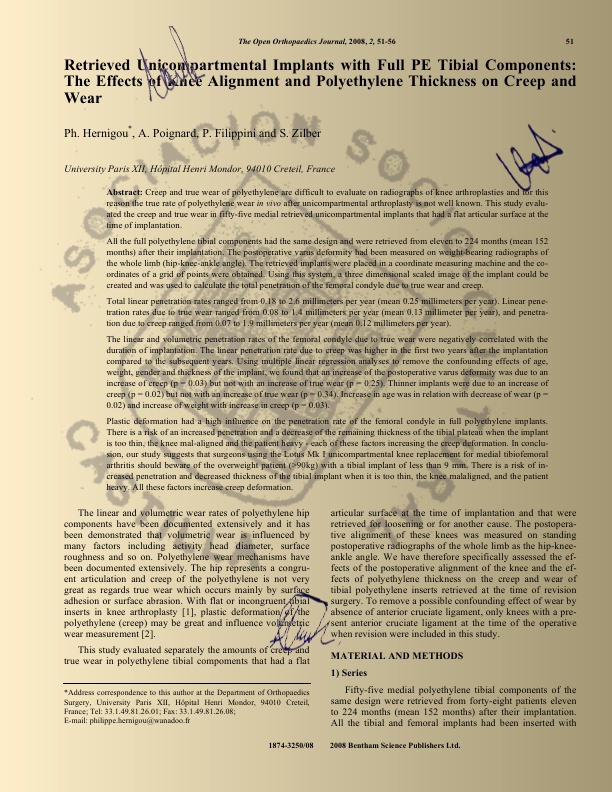 The Open Orthopaedics Journal, 2008, 2, 51-56
51
Retrieved Unicompartmental Implants with Full PE Tibial Components:
The Effects of Knee Alignment and Polyethylene Thickness on Creep and
Wear
Ph. Hernigou*, A. Poignard, P. Filippini and S. Zilber
University Paris XII, Hôpital Henri Mondor, 94010 Creteil, France
Abstract: Creep and true wear of polyethylene are difficult to evaluate on radiographs of knee arthroplasties and for this
reason the true rate of polyethylene wear in vivo after unicompartmental arthroplasty is not well known. This study evalu-
ated the creep and true wear in fifty-five medial retrieved unicompartmental implants that had a flat articular surface at the
time of implantation.
All the full polyethylene tibial components had the same design and were retrieved from eleven to 224 months (mean 152
months) after their implantation. The postoperative varus deformity had been measured on weight-bearing radiographs of
the whole limb (hip-knee-ankle angle). The retrieved implants were placed in a coordinate measuring machine and the co-
ordinates of a grid of points were obtained. Using this system, a three dimensional scaled image of the implant could be
created and was used to calculate the total penetration of the femoral condyle due to true wear and creep.
Total linear penetration rates ranged from 0.18 to 2.6 millimeters per year (mean 0.25 millimeters per year). Linear pene-
tration rates due to true wear ranged from 0.08 to 1.4 millimeters per year (mean 0.13 millimeter per year), and penetra-
tion due to creep ranged from 0.07 to 1.9 millimeters per year (mean 0.12 millimeters per year).
The linear and volumetric penetration rates of the femoral condyle due to true wear were negatively correlated with the
duration of implantation. The linear penetration rate due to creep was higher in the first two years after the implantation
compared to the subsequent years. Using multiple linear regression analyses to remove the confounding effects of age,
weight, gender and thickness of the implant, we found that an increase of the postoperative varus deformity was due to an
increase of creep (p = 0.03) but not with an increase of true wear (p = 0.25). Thinner implants were due to an increase of
creep (p = 0.02) but not with an increase of true wear (p = 0.34). Increase in age was in relation with decrease of wear (p =
0.02) and increase of weight with increase in creep (p = 0.03).
Plastic deformation had a high influence on the penetration rate of the femoral condyle in full polyethylene implants.
There is a risk of an increased penetration and a decrease of the remaining thickness of the tibial plateau when the implant
is too thin, the knee mal-aligned and the patient heavy - each of these factors increasing the creep deformation. In conclu-
sion, our study suggests that surgeons using the Lotus Mk I unicompartmental knee replacement for medial tibiofemoral
arthritis should beware of the overweight patient (>90kg) with a tibial implant of less than 9 mm. There is a risk of in-
creased penetration and decreased thickness of the tibial implant when it is too thin, the knee malaligned, and the patient
heavy. All these factors increase creep deformation.
The linear and volumetric wear rates of polyethylene hip
components have been documented extensively and it has
been demonstrated that volumetric wear is influenced by
many factors including activity head diameter, surface
roughness and so on. Polyethylene wear mechanisms have
been documented extensively. The hip represents a congru-
ent articulation and creep of the polyethylene is not very
great as regards true wear which occurs mainly by surface
adhesion or surface abrasion. With flat or incongruent tibial
inserts in knee arthroplasty [1], plastic deformation of the
polyethylene (creep) may be great and influence volumetric
wear measurement [2].
This study evaluated separately the amounts of creep and
true wear in polyethylene tibial components that had a flat
articular surface at the time of implantation and that were
retrieved for loosening or for another cause. The postopera-
tive alignment of these knees was measured on standing
postoperative radiographs of the whole limb as the hip-knee-
ankle angle. We have therefore specifically assessed the ef-
fects of the postoperative alignment of the knee and the ef-
fects of polyethylene thickness on the creep and wear of
tibial polyethylene inserts retrieved at the time of revision
surgery. To remove a possible confounding effect of wear by
absence of anterior cruciate ligament, only knees with a pre-
sent anterior cruciate ligament at the time of the operative
when revision were included in this study.
MATERIAL AND METHODS
1) Series
Fifty-five medial polyethylene tibial components of the
same design were retrieved from forty-eight patients eleven
to 224 months (mean 152 months) after their implantation.
All the tibial and femoral implants had been inserted with
*Address correspondence to this author at the Department of Orthopaedics
Surgery, University Paris XII, Hôpital Henri Mondor, 94010 Creteil,
France; Tel: 33.1.49.81.26.01; Fax: 33.1.49.81.26.08;
E-mail: philippe.hernigou@wanadoo.fr
1874-3250/08 2008 Bentham Science Publishers Ltd.